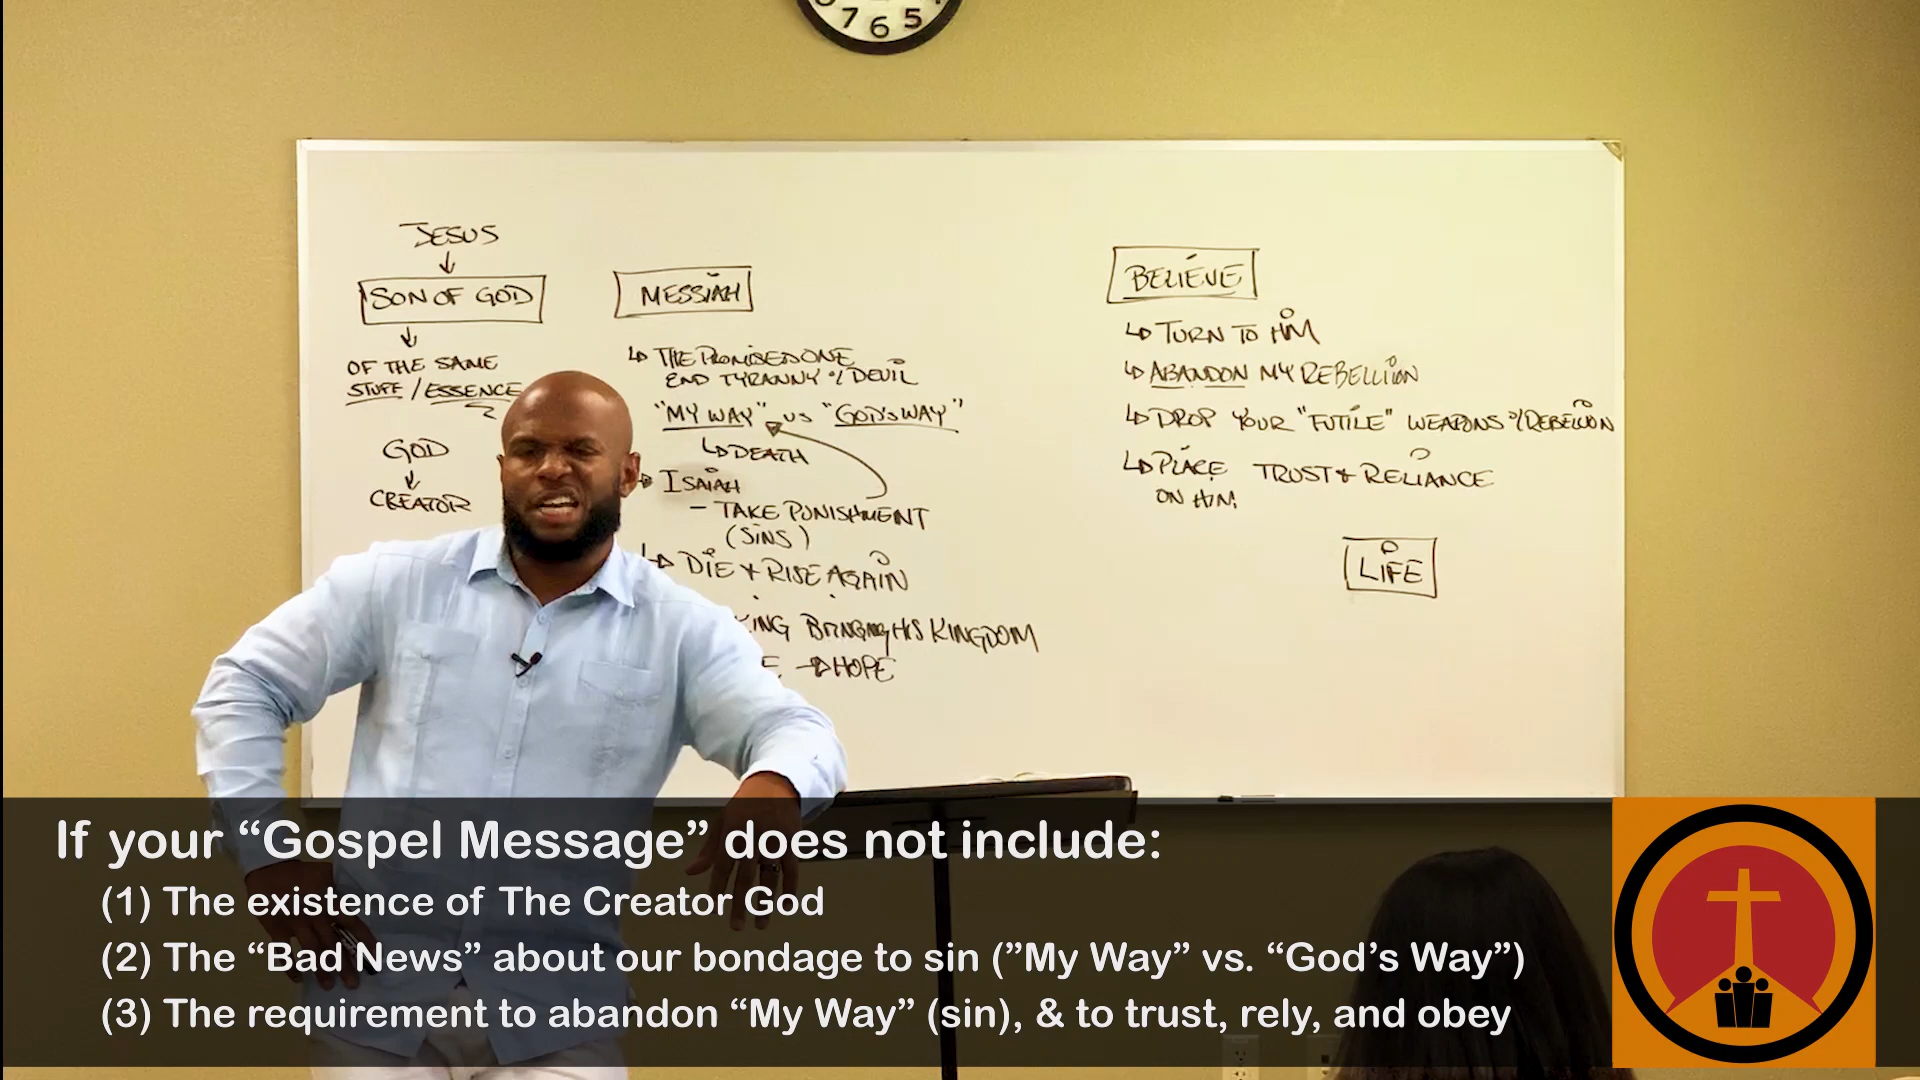 7 6 5
JESUS
SON OF GOD
OF THE SAME
STUFF / ESSENCE
GOD
CREATOR
MESSIAH
THE PROMISED ONE
END TYRANNY O/ DEVIL
"MY WAY" VS "GOD'S WAY"
DEATH
ISAIAH
- TAKE PUNISHMENT
(SINS)
DIE & RISE AGAIN
KING BRINGING HIS KINGDOM
HOPE
BELIEVE
TURN TO HIM
ABANDON MY REBELLION
DROP YOUR "FUTILE" WEAPONS O/ REBELLION
PLACE TRUST & RELIANCE
ON HIM
LIFE
If your “Gospel Message” does not include:
(1) The existence of The Creator God
(2) The “Bad News” about our bondage to sin (”My Way” vs. “God’s Way”)
(3) The requirement to abandon “My Way” (sin), & to trust, rely, and obey